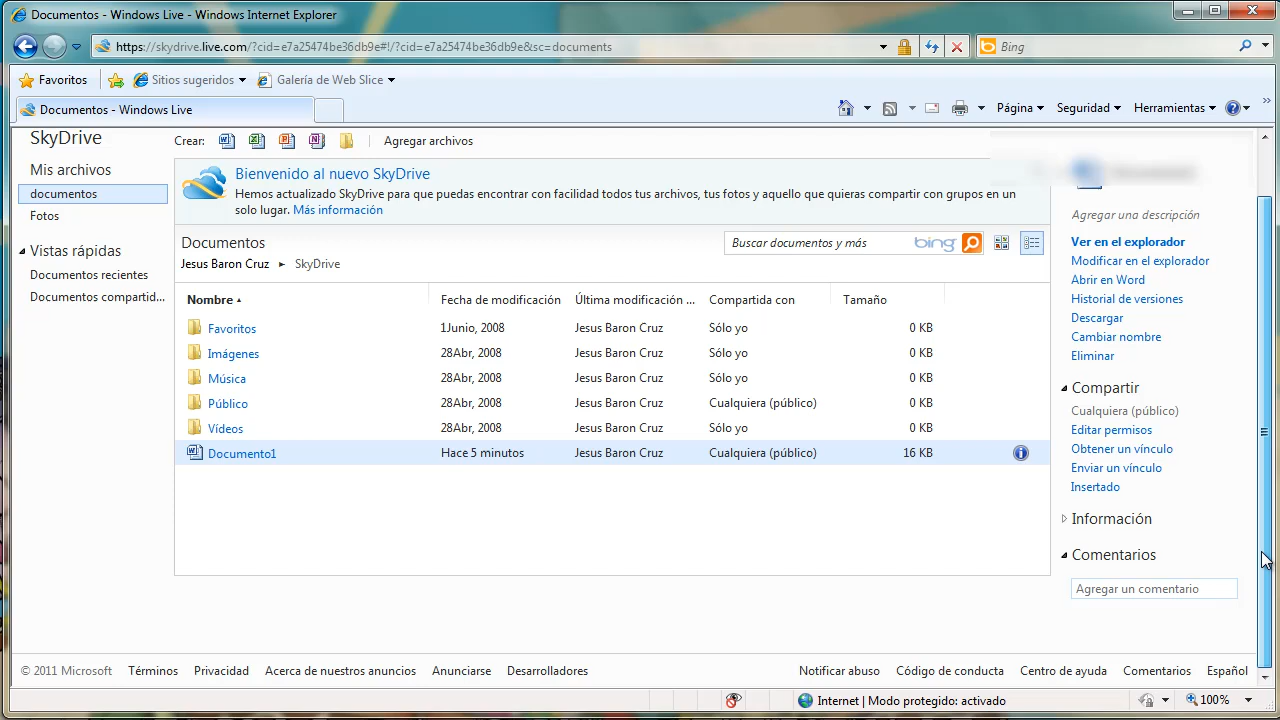 Documentos - Windows Live - Windows Internet Explorer
https://skydrive.live.com/?cid=e7a25474be36db9e#!/?cid=e7a25474be36db9e&sc=documents
Bing
Favoritos
Sitios sugeridos
Galería de Web Slice
Documentos - Windows Live
Página
Seguridad
Herramientas
SkyDrive
Crear:
Agregar archivos
Mis archivos
documentos
Fotos
Vistas rápidas
Documentos recientes
Documentos compartid...
Bienvenido al nuevo SkyDrive
Hemos actualizado SkyDrive para que puedas encontrar con facilidad todos tus archivos, tus fotos y aquello que quieras compartir con grupos en un
solo lugar. Más información
Documentos
Buscar documentos y más
bing
Jesus Baron Cruz ► SkyDrive
Nombre Fecha de modificación Última modificación ... Compartida con Tamaño
Favoritos 1Junio, 2008 Jesus Baron Cruz Sólo yo 0 KB
Imágenes 28Abr, 2008 Jesus Baron Cruz Sólo yo 0 KB
Música 28Abr, 2008 Jesus Baron Cruz Sólo yo 0 KB
Público 28Abr, 2008 Jesus Baron Cruz Cualquiera (público) 0 KB
Vídeos 28Abr, 2008 Jesus Baron Cruz Sólo yo 0 KB
Documento1 Hace 5 minutos Jesus Baron Cruz Cualquiera (público) 16 KB
Agregar una descripción
Ver en el explorador
Modificar en el explorador
Abrir en Word
Historial de versiones
Descargar
Cambiar nombre
Eliminar
Compartir
Cualquiera (público)
Editar permisos
Obtener un vínculo
Enviar un vínculo
Insertado
Información
Comentarios
Agregar un comentario
© 2011 Microsoft Términos Privacidad Acerca de nuestros anuncios Anunciarse Desarrolladores Notificar abuso Código de conducta Centro de ayuda Comentarios Español
Internet | Modo protegido: activado
100%